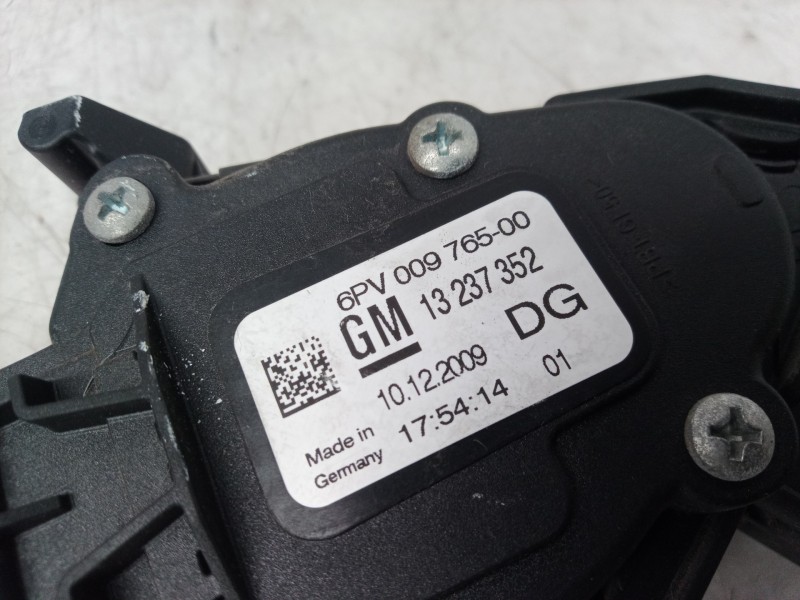 6PV 009 765-00
GM 13 237 352
DG
10.12.2009
Made in Germany 17:54:14 01